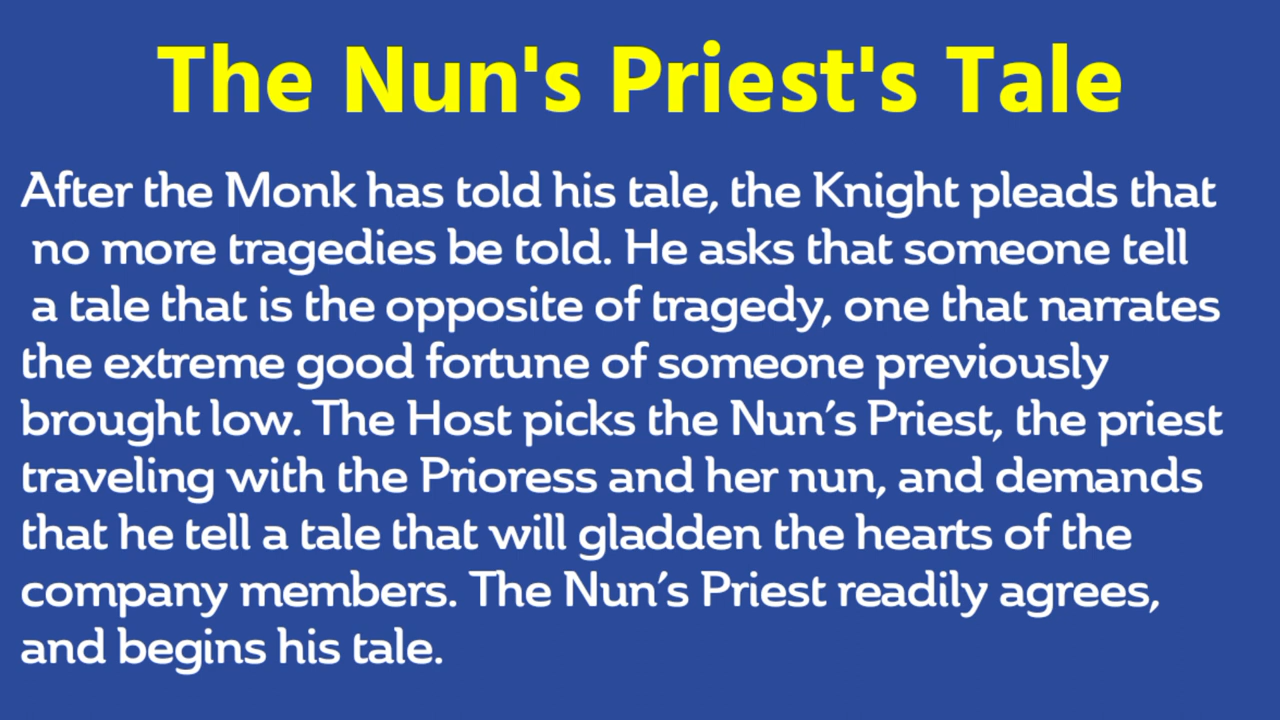 The Nun's Priest's Tale
After the Monk has told his tale, the Knight pleads that
no more tragedies be told. He asks that someone tell
a tale that is the opposite of tragedy, one that narrates
the extreme good fortune of someone previously
brought low. The Host picks the Nun’s Priest, the priest
traveling with the Prioress and her nun, and demands
that he tell a tale that will gladden the hearts of the
company members. The Nun’s Priest readily agrees,
and begins his tale.